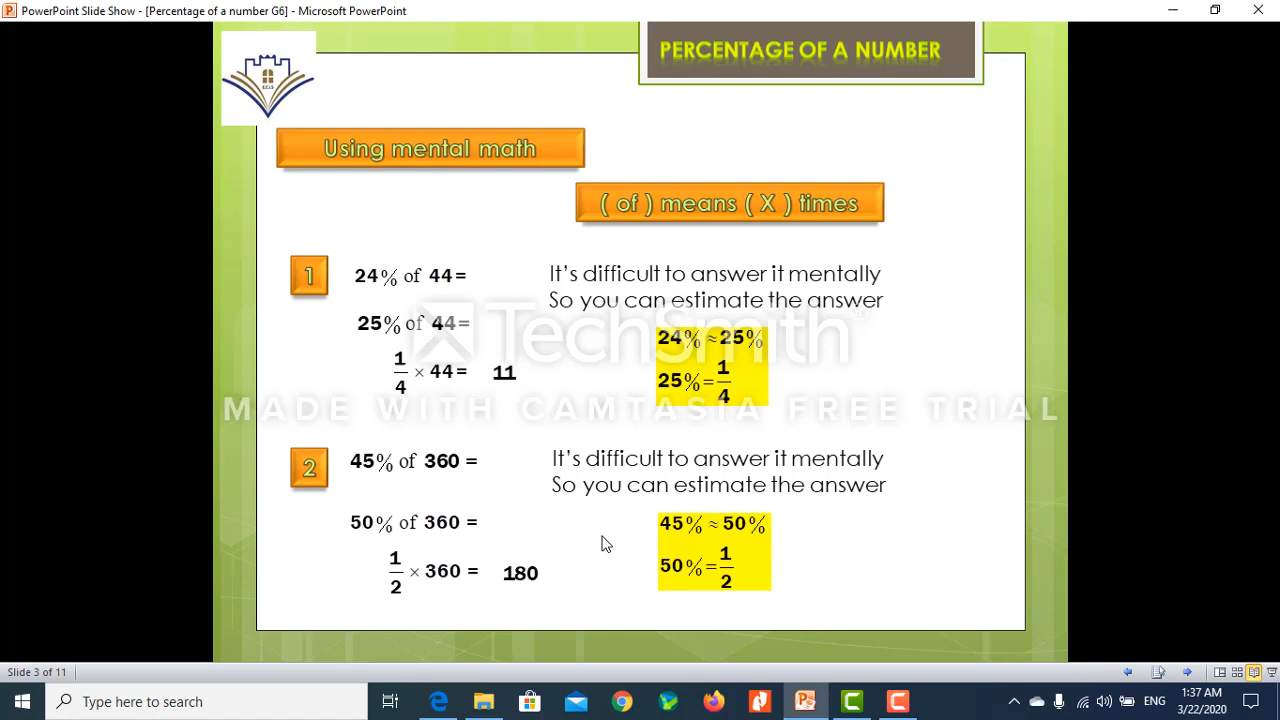 PowerPoint Slide Show - [Percentage of a number G6] - Microsoft PowerPoint
PERCENTAGE OF A NUMBER
Using mental math
( of ) means ( X ) times
1
24% of 44 =
It's difficult to answer it mentally
So you can estimate the answer
25% of 44 =
24% ≈ 25%
1/4 × 44 = 11
25% = 1/4
TechSmith
MADE WITH CAMTASIA FREE TRIAL
2
45% of 360 =
It's difficult to answer it mentally
So you can estimate the answer
50% of 360 =
45% ≈ 50%
1/2 × 360 = 180
50% = 1/2
Slide 3 of 11
Type here to search
ENG
1:37 AM
3/22/2020